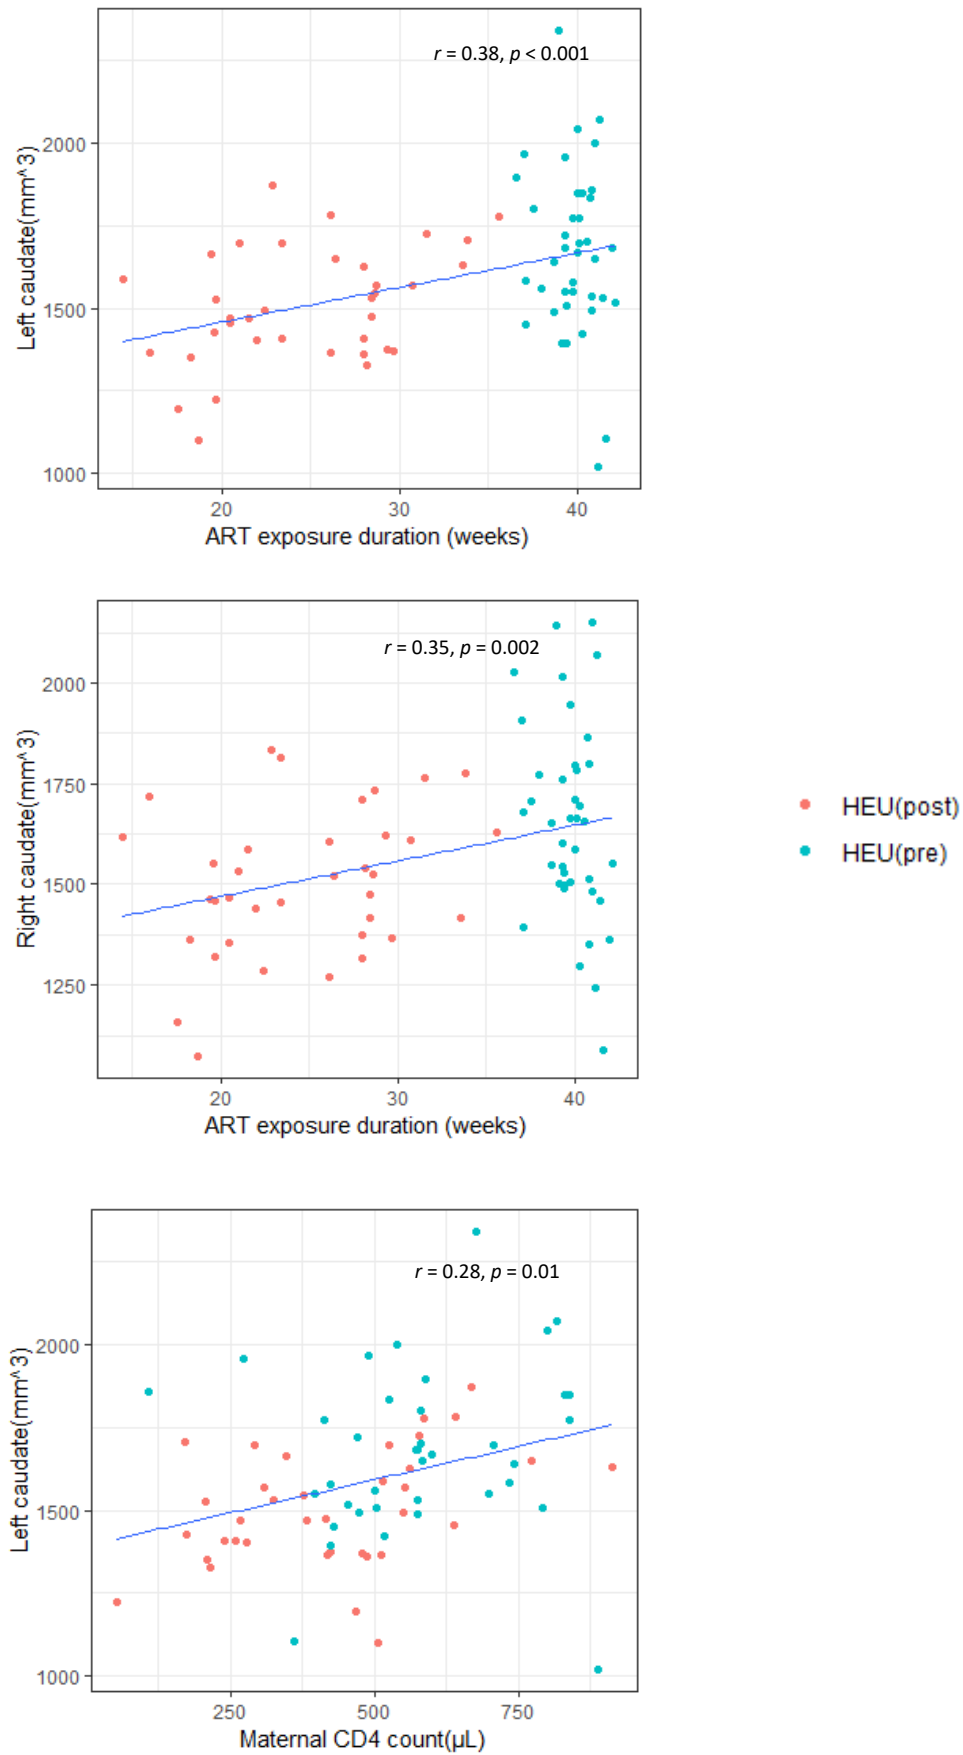 r = 0.38, p < 0.001
Left caudate(mm^3)
2000
1500
1000
20 30 40
ART exposure duration (weeks)
r = 0.35, p = 0.002
Right caudate(mm^3)
2000
1750
1500
1250
20 30 40
ART exposure duration (weeks)
HEU(post)
HEU(pre)
r = 0.28, p = 0.01
Left caudate(mm^3)
2000
1500
1000
250 500 750
Maternal CD4 count(μL)